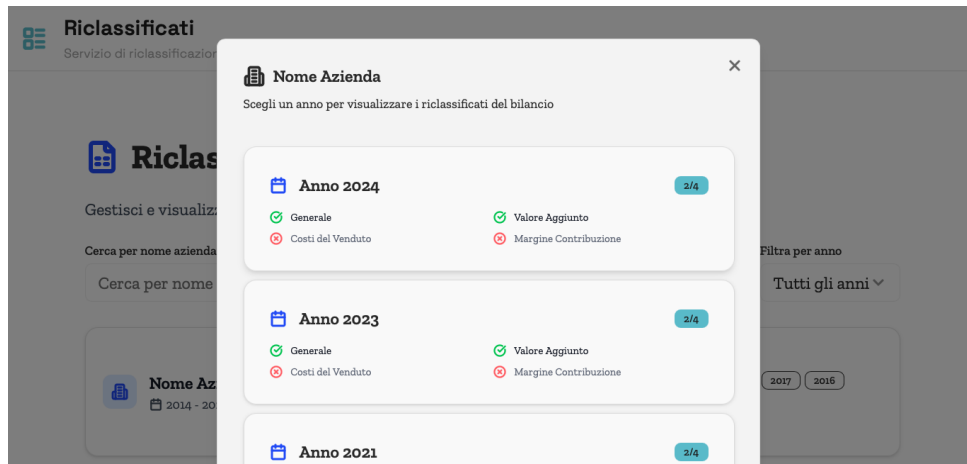 Riclassificati
Servizio di riclassificazion
Nome Azienda
Scegli un anno per visualizzare i riclassificati del bilancio
Riclas
Gestisci e visualizz
Cerca per nome azienda
Filtra per anno
Cerca per nome
Tutti gli anni
Nome Az
2014 - 20
2017 2016
Anno 2024 2/4
Generale Valore Aggiunto
Costi del Venduto Margine Contribuzione
Anno 2023 2/4
Generale Valore Aggiunto
Costi del Venduto Margine Contribuzione
Anno 2021 2/4